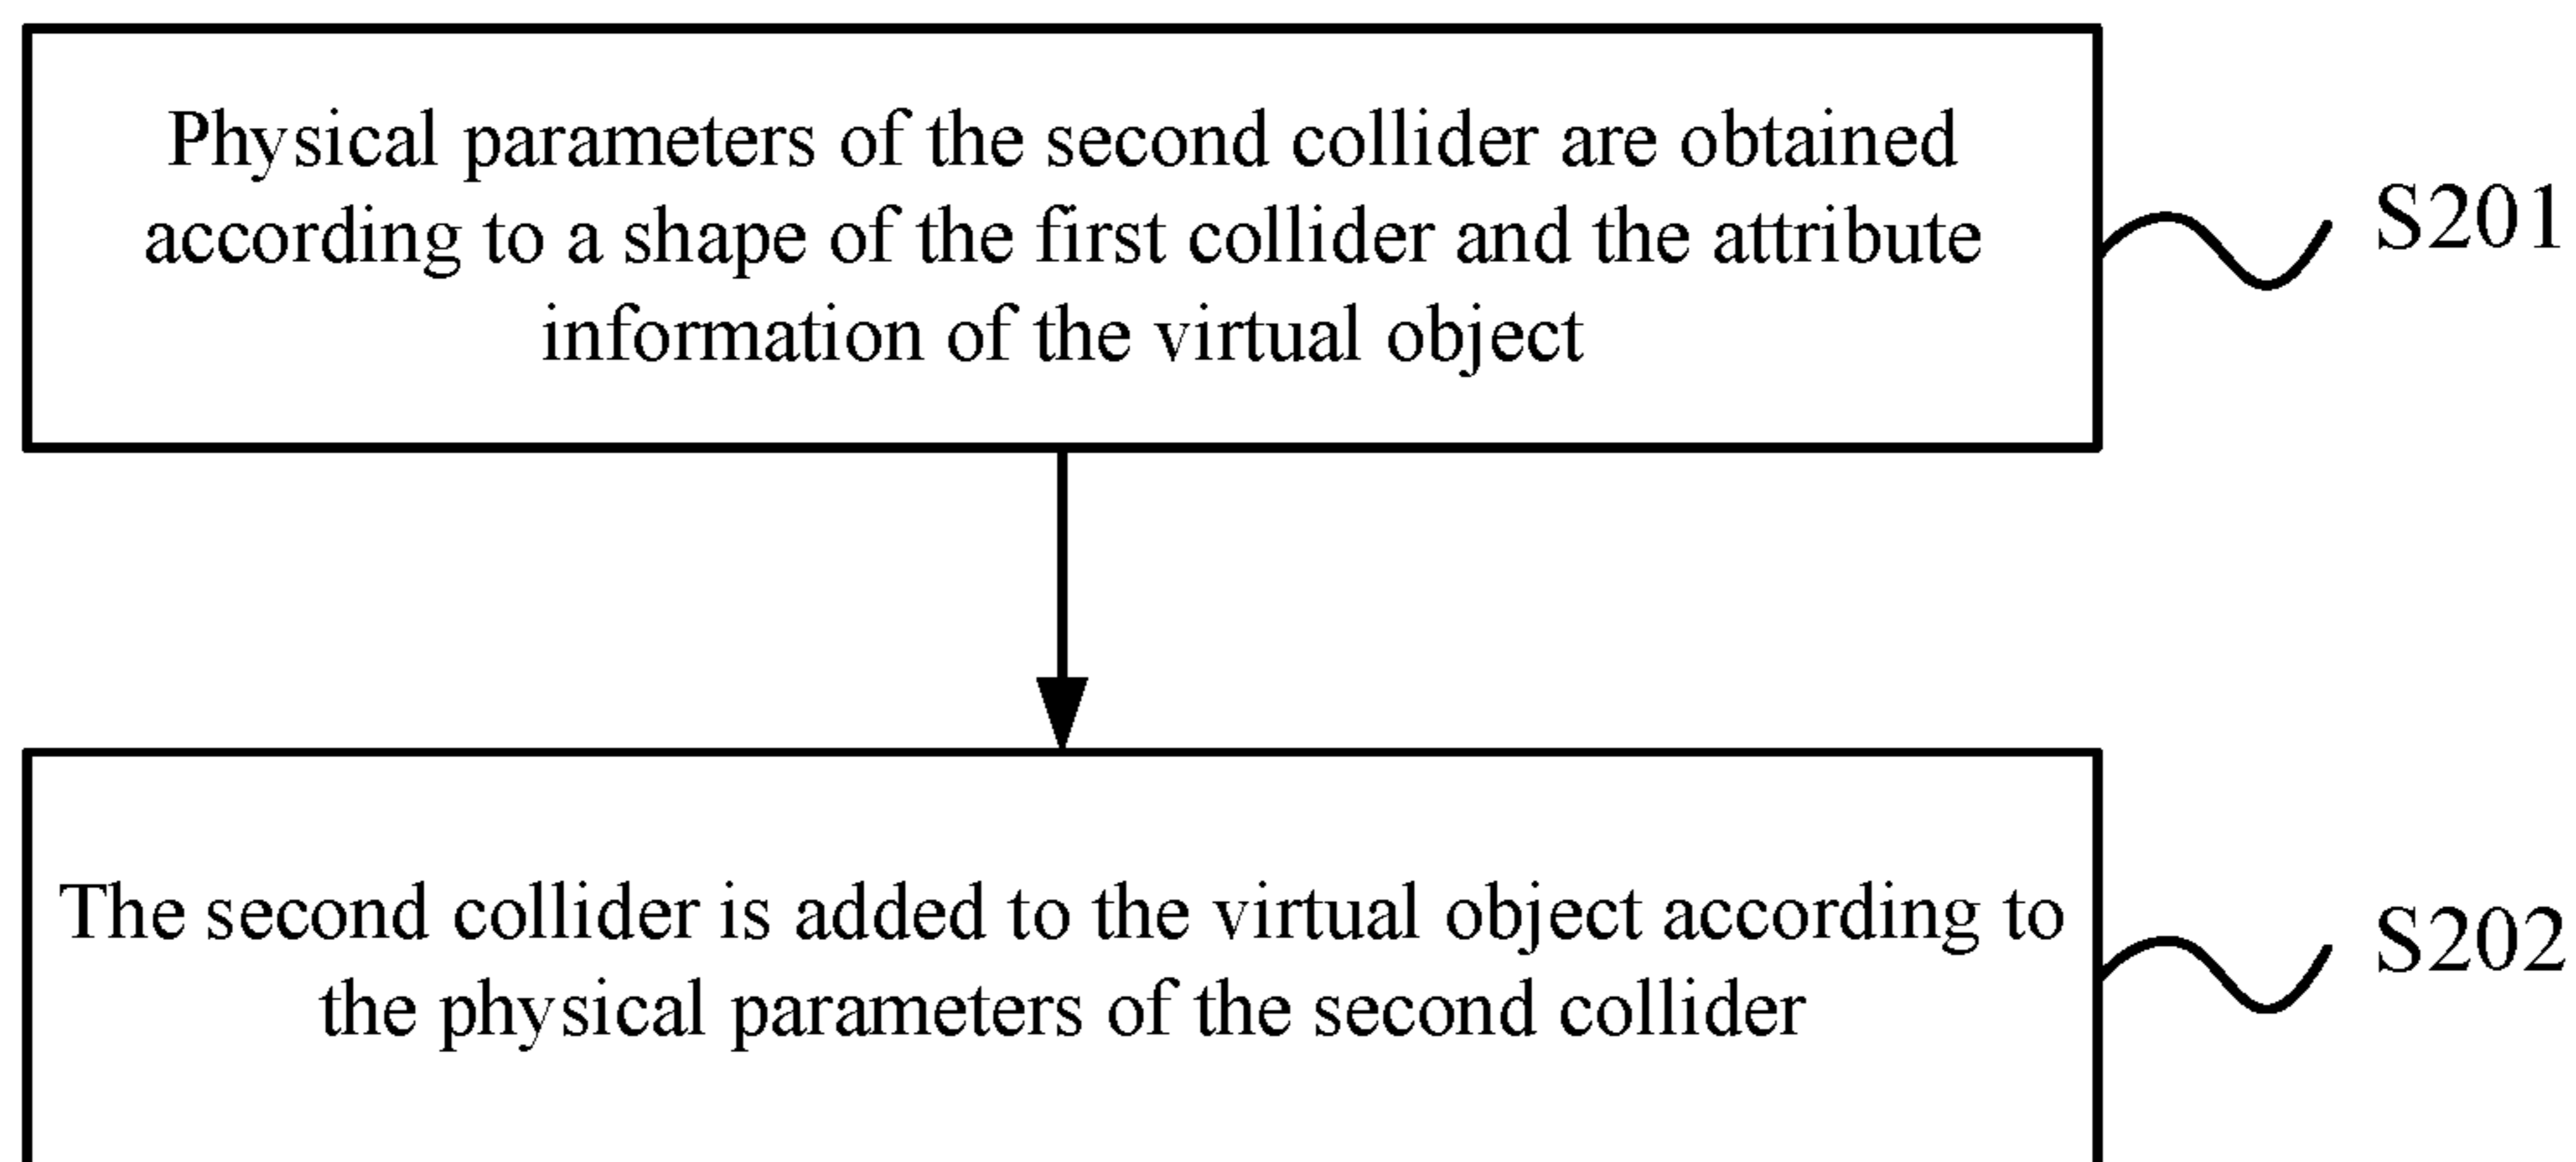 Physical parameters of the second collider are obtained
according to a shape of the first collider and the attribute
information of the virtual object
S201
The second collider is added to the virtual object according to
the physical parameters of the second collider
S202